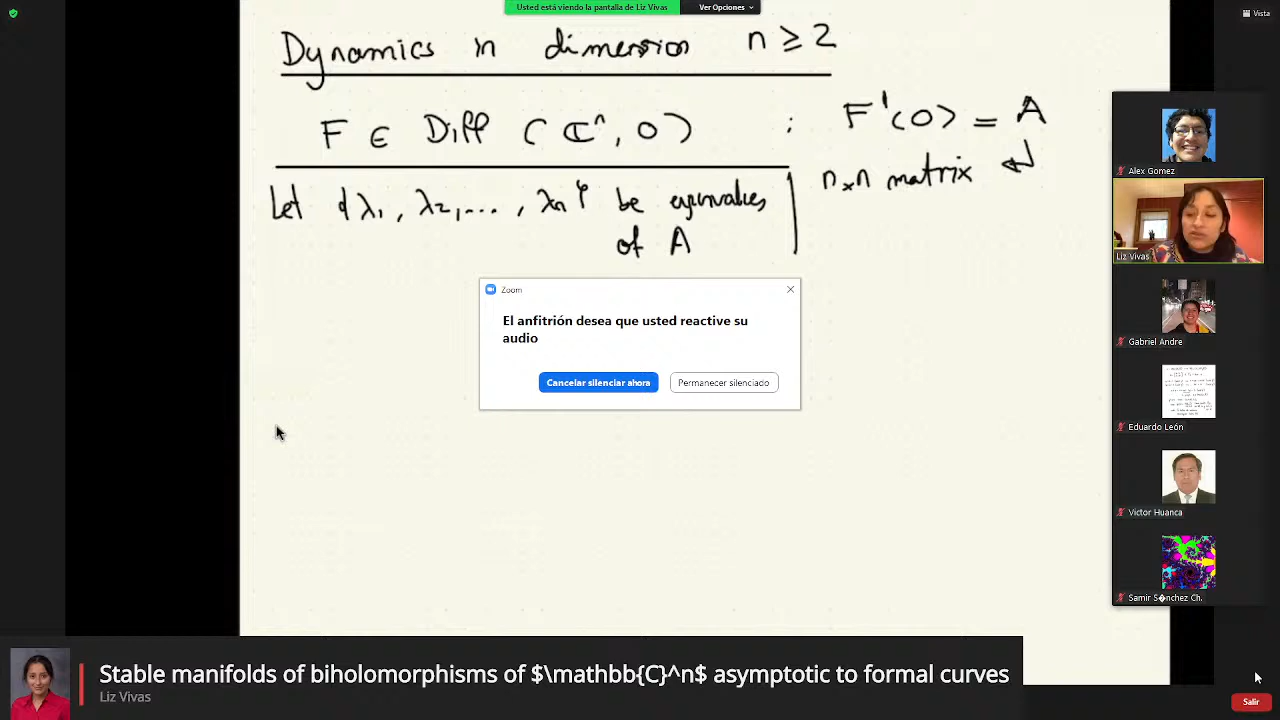 Usted está viendo la pantalla de Liz Vivas
Ver Opciones
Vista
Dynamics in dimension n ≥ 2
F ∈ Diff (ℂⁿ, 0) ; F'(0) = A
n×n matrix ↵
Let {λ1, λ2, ..., λn} be eigenvalues
of A
Zoom
El anfitrión desea que usted reactive su
audio
Cancelar silenciar ahora
Permanecer silenciado
Alex Gomez
Liz Vivas
Gabriel Andre
Eduardo León
Victor Huanca
Samir S�nchez Ch.
Stable manifolds of biholomorphisms of $\mathbb{C}^n$ asymptotic to formal curves
Liz Vivas
Salir